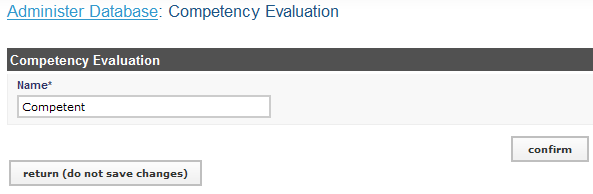 Administer Database: Competency Evaluation
Competency Evaluation
Name*
Competent
confirm
return (do not save changes)